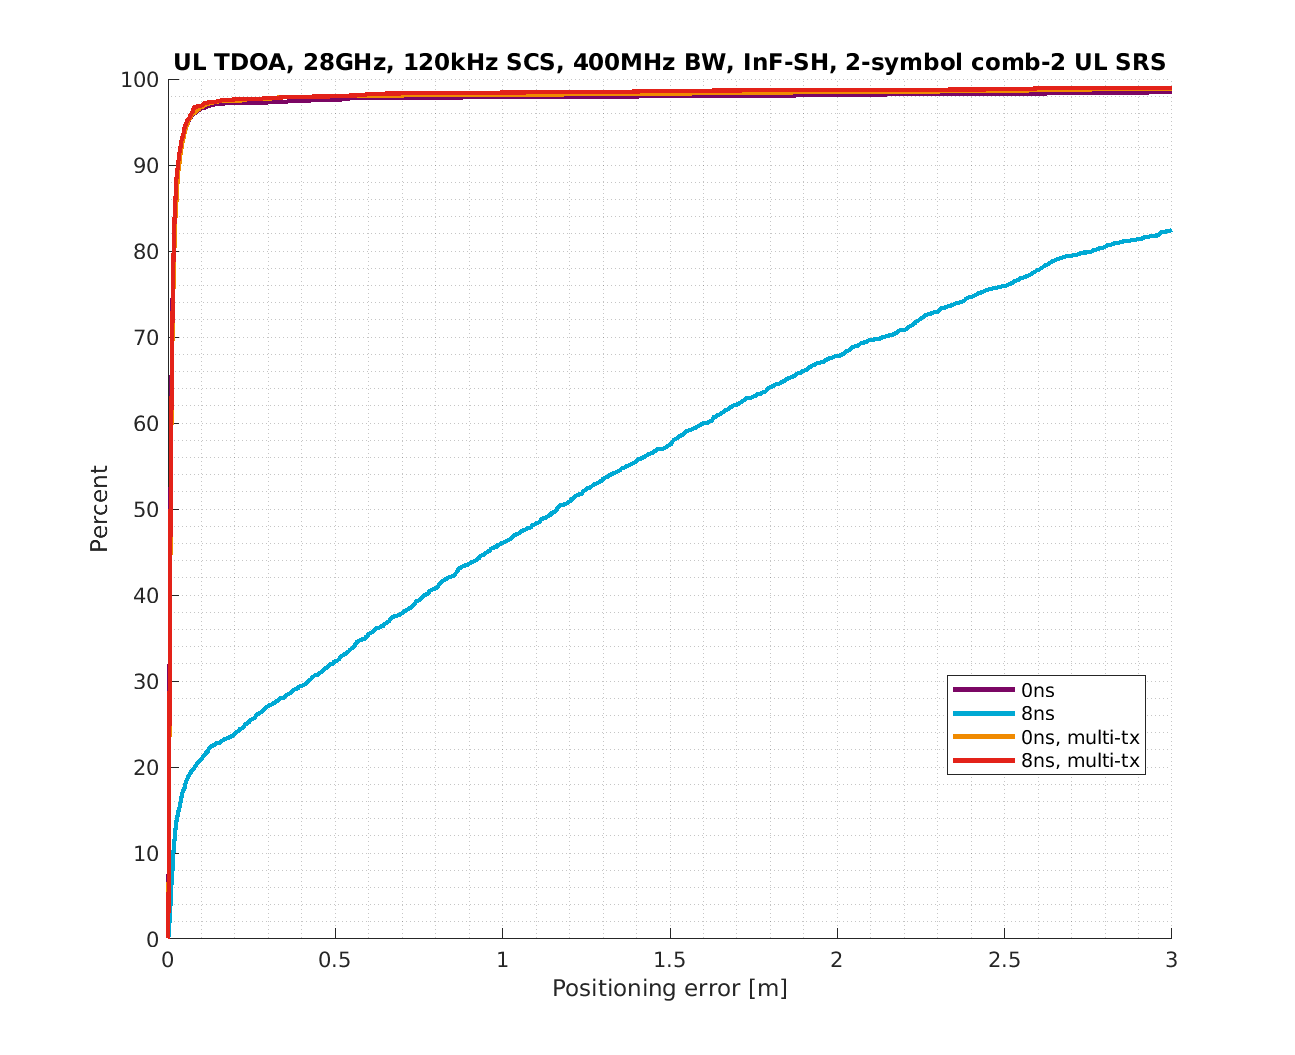 UL TDOA, 28GHz, 120kHz SCS, 400MHz BW, InF-SH, 2-symbol comb-2 UL SRS
100
90
80
70
60
50
40
30
20
10
0
Percent
0ns
8ns
0ns, multi-tx
8ns, multi-tx
0 0.5 1 1.5 2 2.5 3
Positioning error [m]